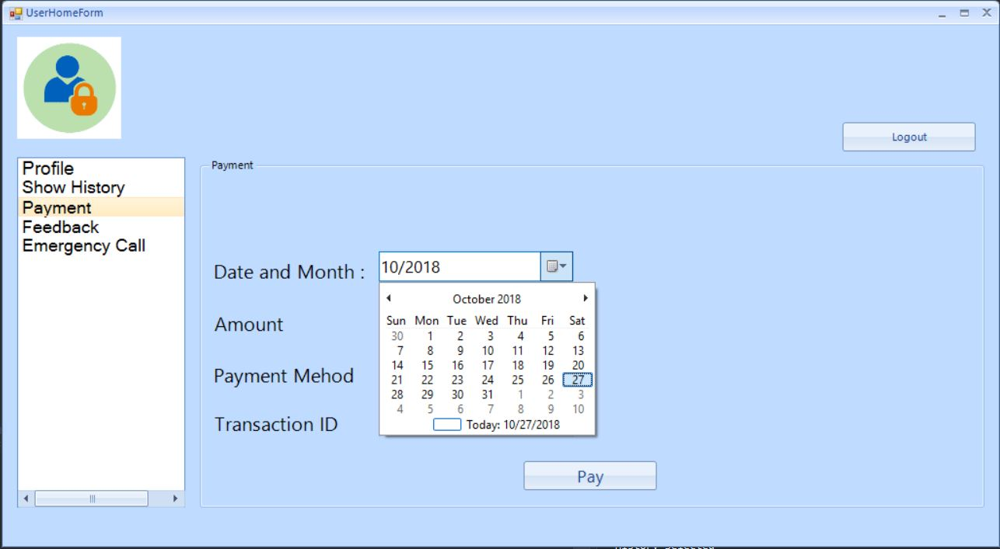 UserHomeForm
Logout
Profile
Show History
Payment
Feedback
Emergency Call
Payment
Date and Month :
10/2018
October 2018
Sun Mon Tue Wed Thu Fri Sat
30 1 2 3 4 5 6
7 8 9 10 11 12 13
14 15 16 17 18 19 20
21 22 23 24 25 26 27
28 29 30 31 1 2 3
4 5 6 7 8 9 10
Today: 10/27/2018
Amount
Payment Mehod
Transaction ID
Pay